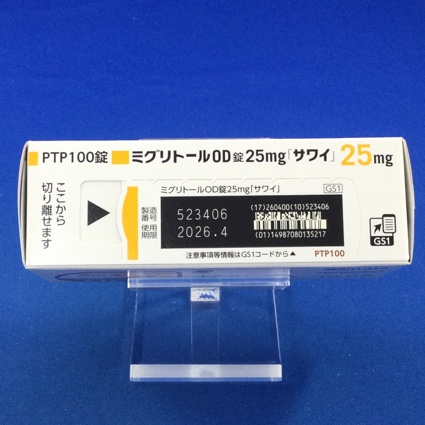 PTP100錠 ミグリトールOD錠25mg「サワイ」 25mg
ここから
切り離せます
ミグリトールOD錠25mg「サワイ」 GS1
製造
番号 523406
使用
期限 2026.4
(17)260400(10)523406
(01)14987080135217
注意事項等情報はGS1コードから▲
PTP100
GS1